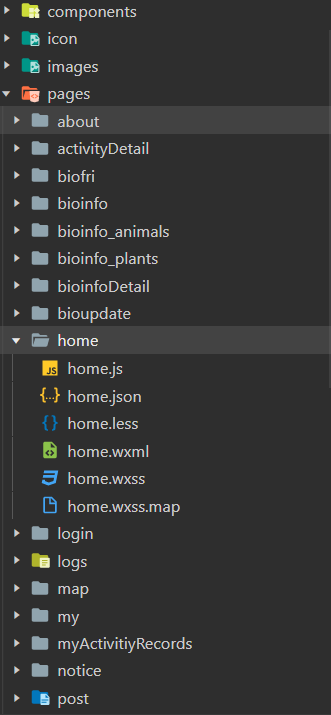 components
icon
images
pages
about
activityDetail
biofri
bioinfo
bioinfo_animals
bioinfo_plants
bioinfoDetail
bioupdate
home
JS home.js
{..} home.json
{} home.less
home.wxml
home.wxss
home.wxss.map
login
logs
map
my
myActivitiyRecords
notice
post